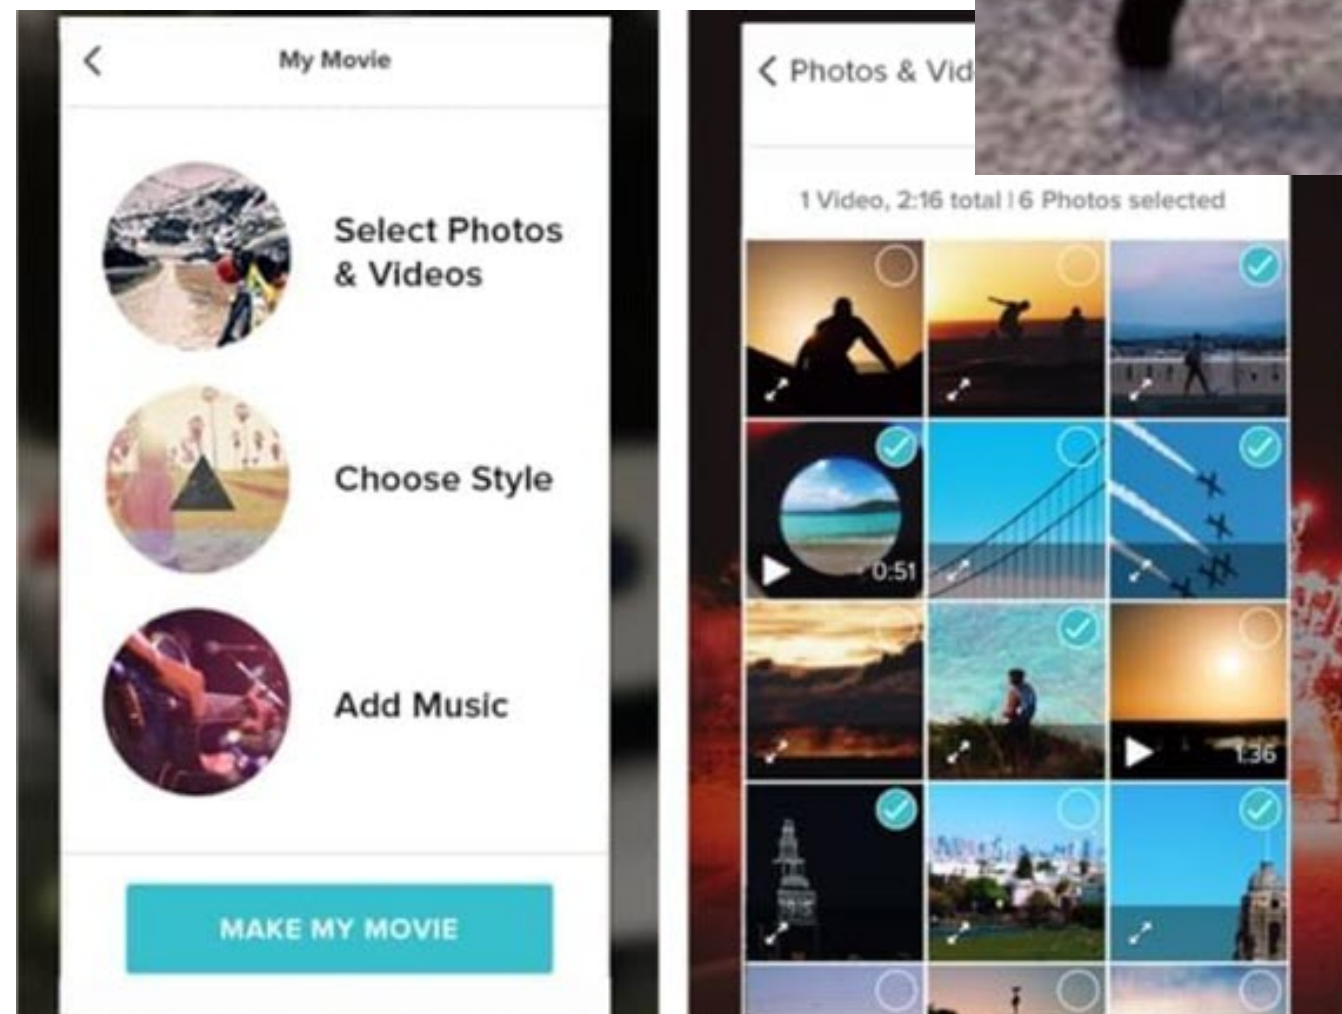 My Movie
Select Photos
& Videos
Choose Style
Add Music
MAKE MY MOVIE
Photos & Vid
1 Video, 2:16 total | 6 Photos selected
0:51
1:36